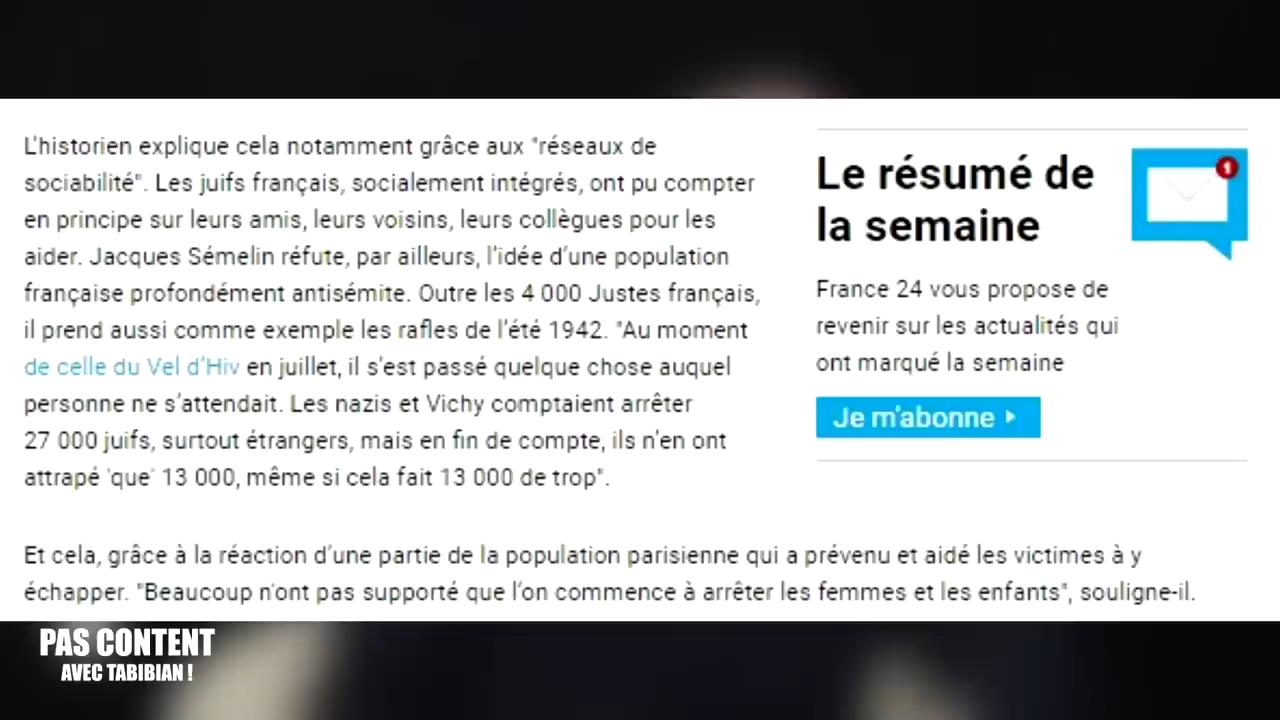 L'historien explique cela notamment grâce aux "réseaux de
sociabilité". Les juifs français, socialement intégrés, ont pu compter
en principe sur leurs amis, leurs voisins, leurs collègues pour les
aider. Jacques Sémelin réfute, par ailleurs, l'idée d'une population
française profondément antisémite. Outre les 4 000 Justes français,
il prend aussi comme exemple les rafles de l'été 1942. "Au moment
de celle du Vel d'Hiv en juillet, il s'est passé quelque chose auquel
personne ne s'attendait. Les nazis et Vichy comptaient arrêter
27 000 juifs, surtout étrangers, mais en fin de compte, ils n'en ont
attrapé 'que' 13 000, même si cela fait 13 000 de trop".
Et cela, grâce à la réaction d'une partie de la population parisienne qui a prévenu et aidé les victimes à y
échapper. "Beaucoup n'ont pas supporté que l'on commence à arrêter les femmes et les enfants", souligne-il.
Le résumé de
la semaine
1
France 24 vous propose de
revenir sur les actualités qui
ont marqué la semaine
Je m'abonne
PAS CONTENT
AVEC TABIBIAN !